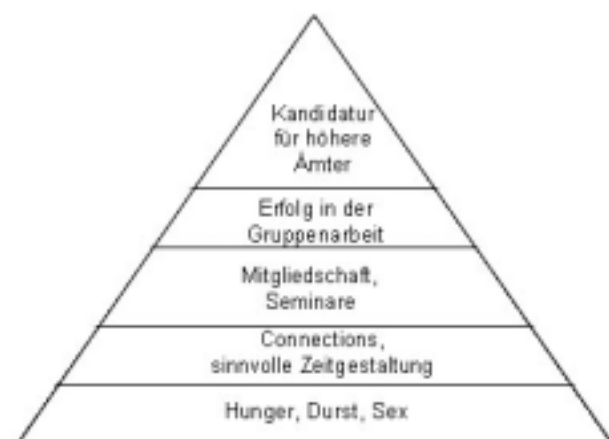 Kandidatur
für höhere
Ämter
Erfolg in der
Gruppenarbeit
Mitgliedschaft,
Seminare
Connections,
sinnvolle Zeitgestaltung
Hunger, Durst, Sex